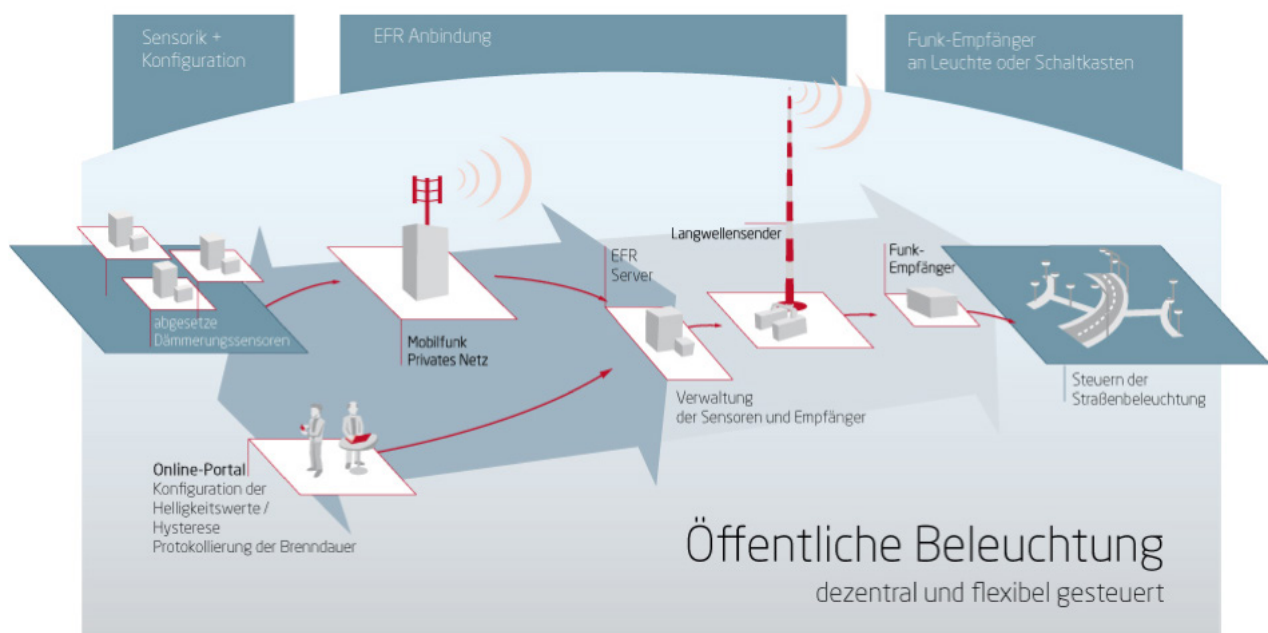 Sensorik +
Konfiguration
EFR Anbindung
Funk-Empfänger
an Leuchte oder Schaltkasten
Langwellensender
EFR
Server
Funk-
Empfänger
abgesetze
Dämmerungssensoren
Mobilfunk
Privates Netz
Steuern der
Straßenbeleuchtung
Verwaltung
der Sensoren und Empfänger
Online-Portal
Konfiguration der
Helligkeitswerte /
Hysterese
Protokollierung der Brenndauer
Öffentliche Beleuchtung
dezentral und flexibel gesteuert